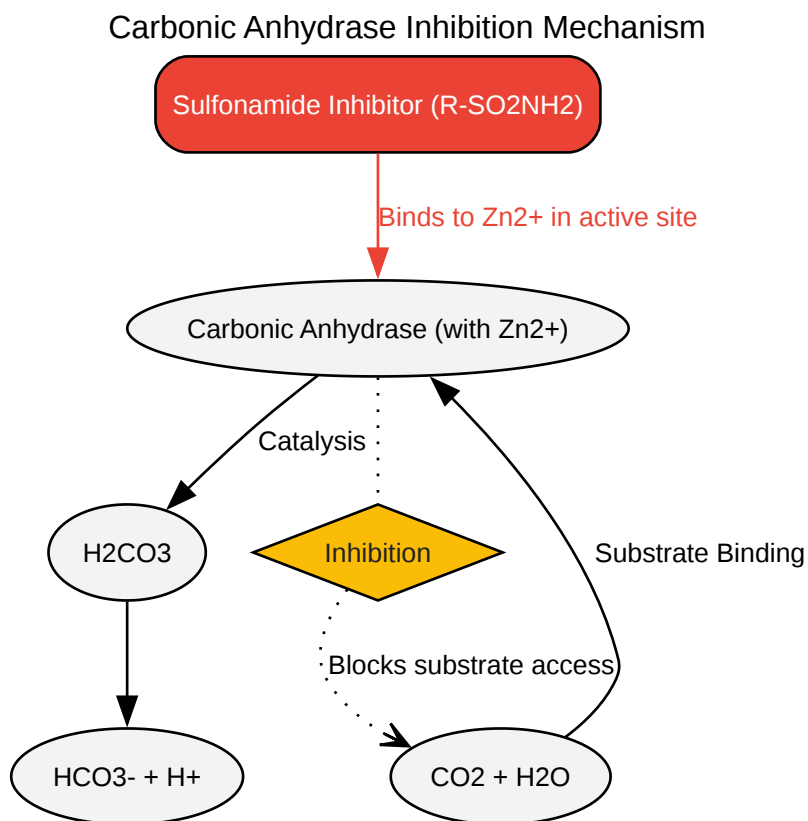 Carbonic Anhydrase Inhibition Mechanism
Sulfonamide Inhibitor (R-SO2NH2)
Binds to Zn2+ in active site
Carbonic Anhydrase (with Zn2+)
Catalysis
H2CO3
Inhibition
Substrate Binding
Blocks substrate access
HCO3- + H+
CO2 + H2O